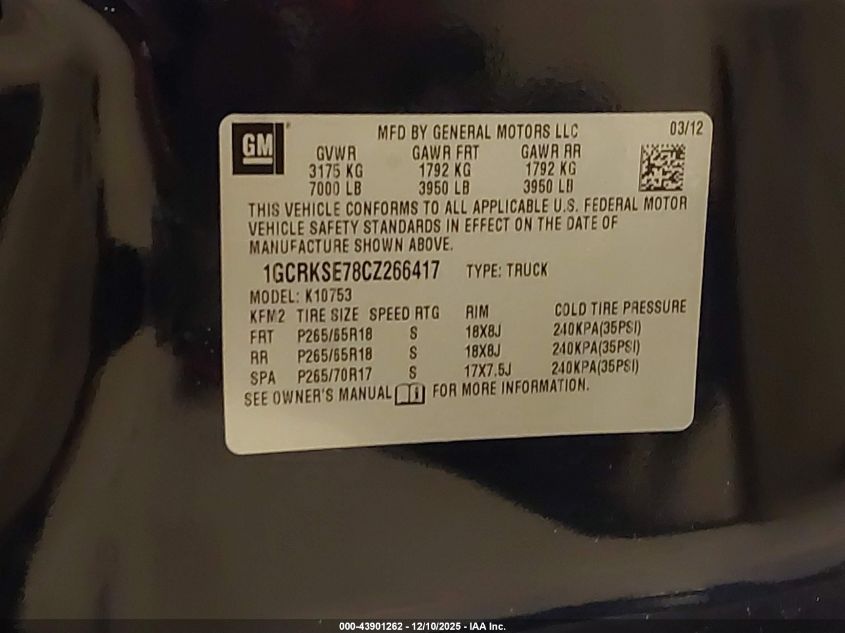 GM
MFD BY GENERAL MOTORS LLC 03/12
GVWR GAWR FRT GAWR RR
3175 KG 1792 KG 1792 KG
7000 LB 3950 LB 3950 LB
THIS VEHICLE CONFORMS TO ALL APPLICABLE U.S. FEDERAL MOTOR
VEHICLE SAFETY STANDARDS IN EFFECT ON THE DATE OF
MANUFACTURE SHOWN ABOVE.
1GCRKSE78CZ266417 TYPE: TRUCK
MODEL: K10753
KFM2 TIRE SIZE SPEED RTG RIM COLD TIRE PRESSURE
FRT P265/65R18 S 18X8J 240KPA(35PSI)
RR P265/65R18 S 18X8J 240KPA(35PSI)
SPA P265/70R17 S 17X7.5J 240KPA(35PSI)
SEE OWNER'S MANUAL FOR MORE INFORMATION.
000-43901262 - 12/10/2025 - IAA Inc.